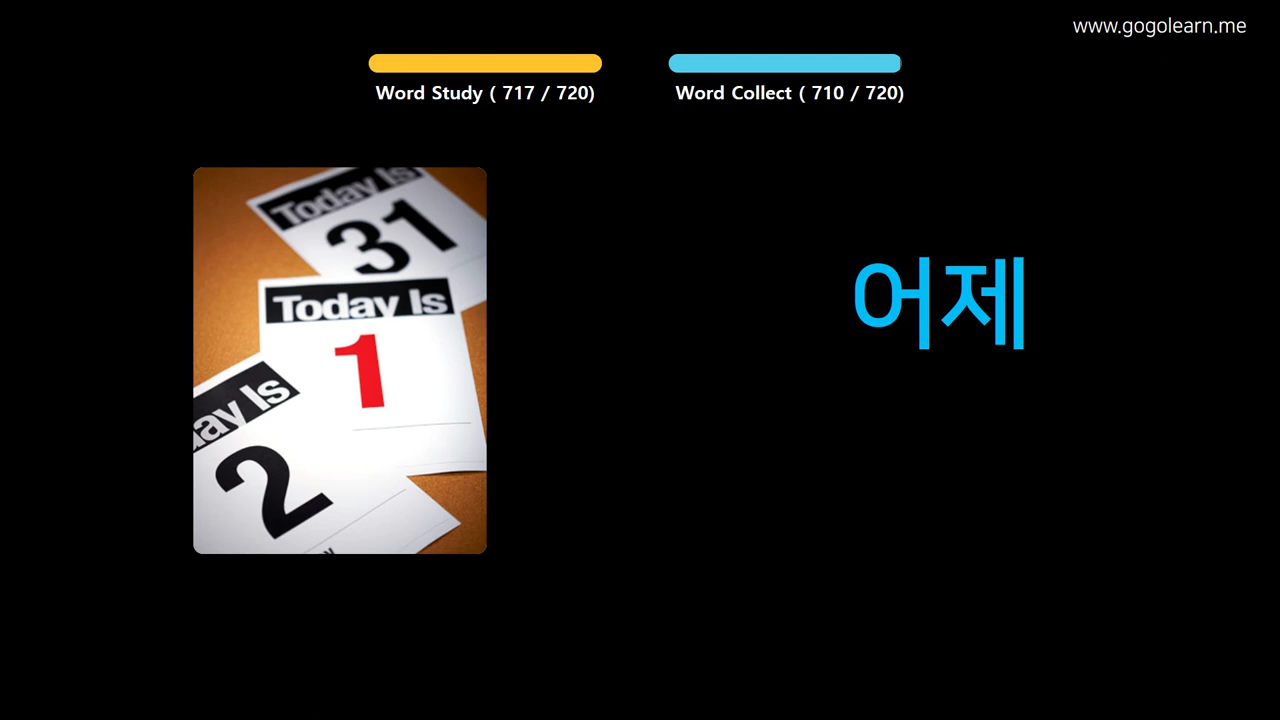 www.gogolearn.me
Word Study ( 717 / 720)
Word Collect ( 710 / 720)
Today Is
31
Today Is
1
ay Is
2
어제